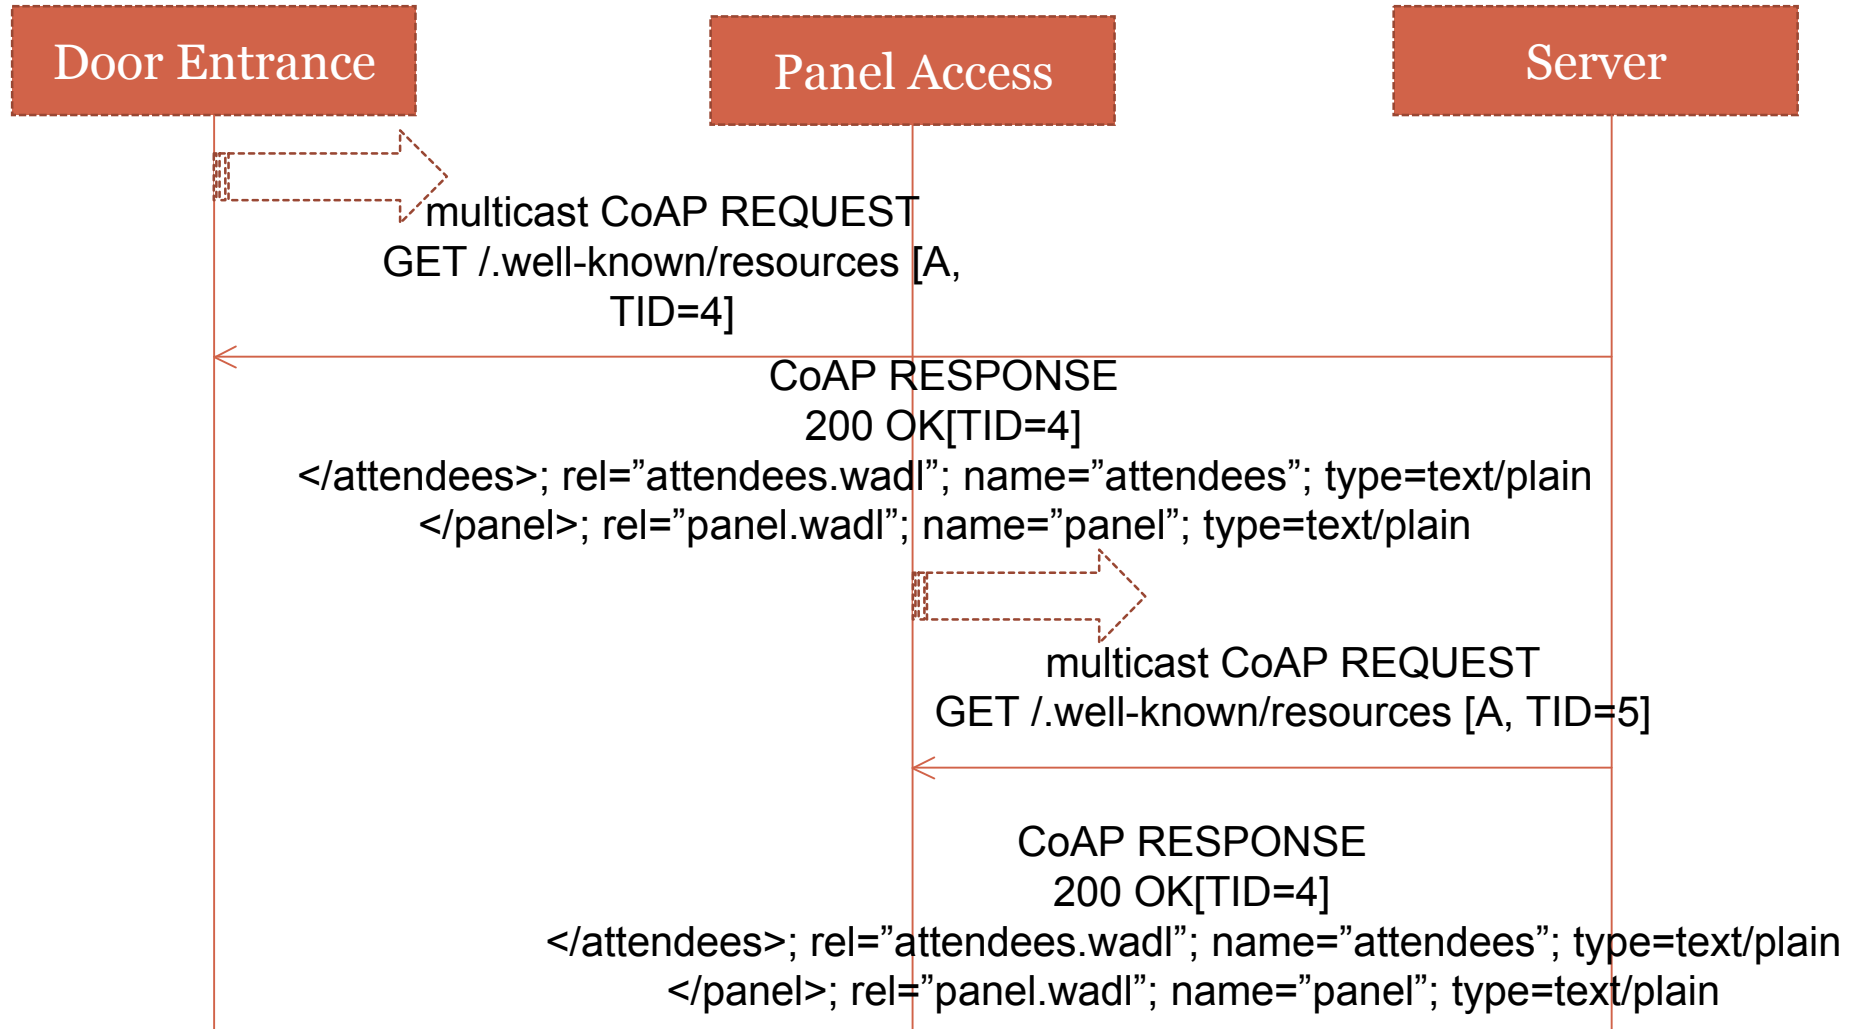 Door Entrance
Panel Access
Server
multicast CoAP REQUEST
GET /.well-known/resources [A,
TID=4]
CoAP RESPONSE
200 OK[TID=4]
</attendees>; rel=”attendees.wadl”; name=”attendees”; type=text/plain
</panel>; rel=”panel.wadl”; name=”panel”; type=text/plain
multicast CoAP REQUEST
GET /.well-known/resources [A, TID=5]
CoAP RESPONSE
200 OK[TID=4]
</attendees>; rel=”attendees.wadl”; name=”attendees”; type=text/plain
</panel>; rel=”panel.wadl”; name=”panel”; type=text/plain